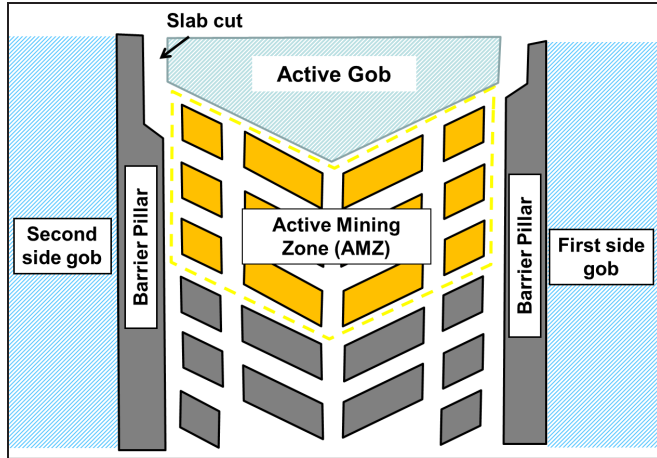 Slab cut
Active Gob
Active Mining
Zone (AMZ)
Second
side gob
Barrier Pillar
Barrier Pillar
First side
gob